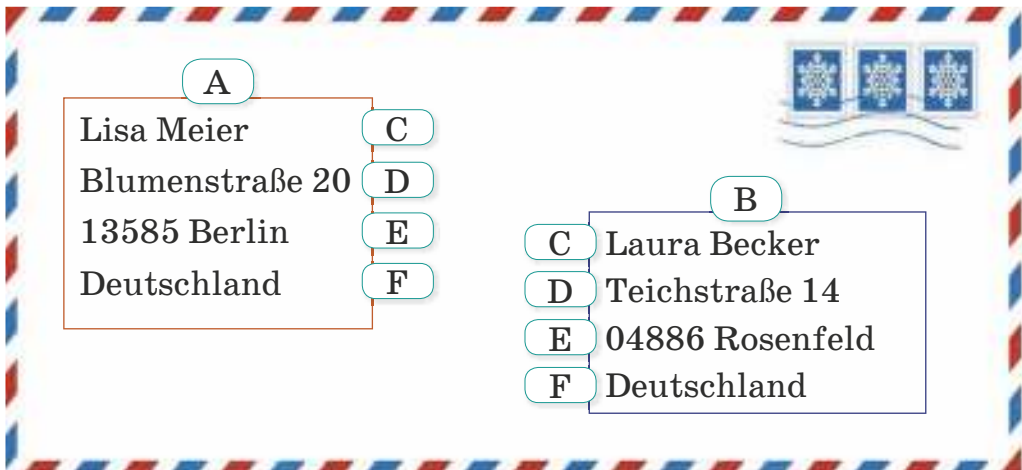 A
Lisa Meier C
Blumenstraße 20 D
13585 Berlin E
Deutschland F
B
C Laura Becker
D Teichstraße 14
E 04886 Rosenfeld
F Deutschland